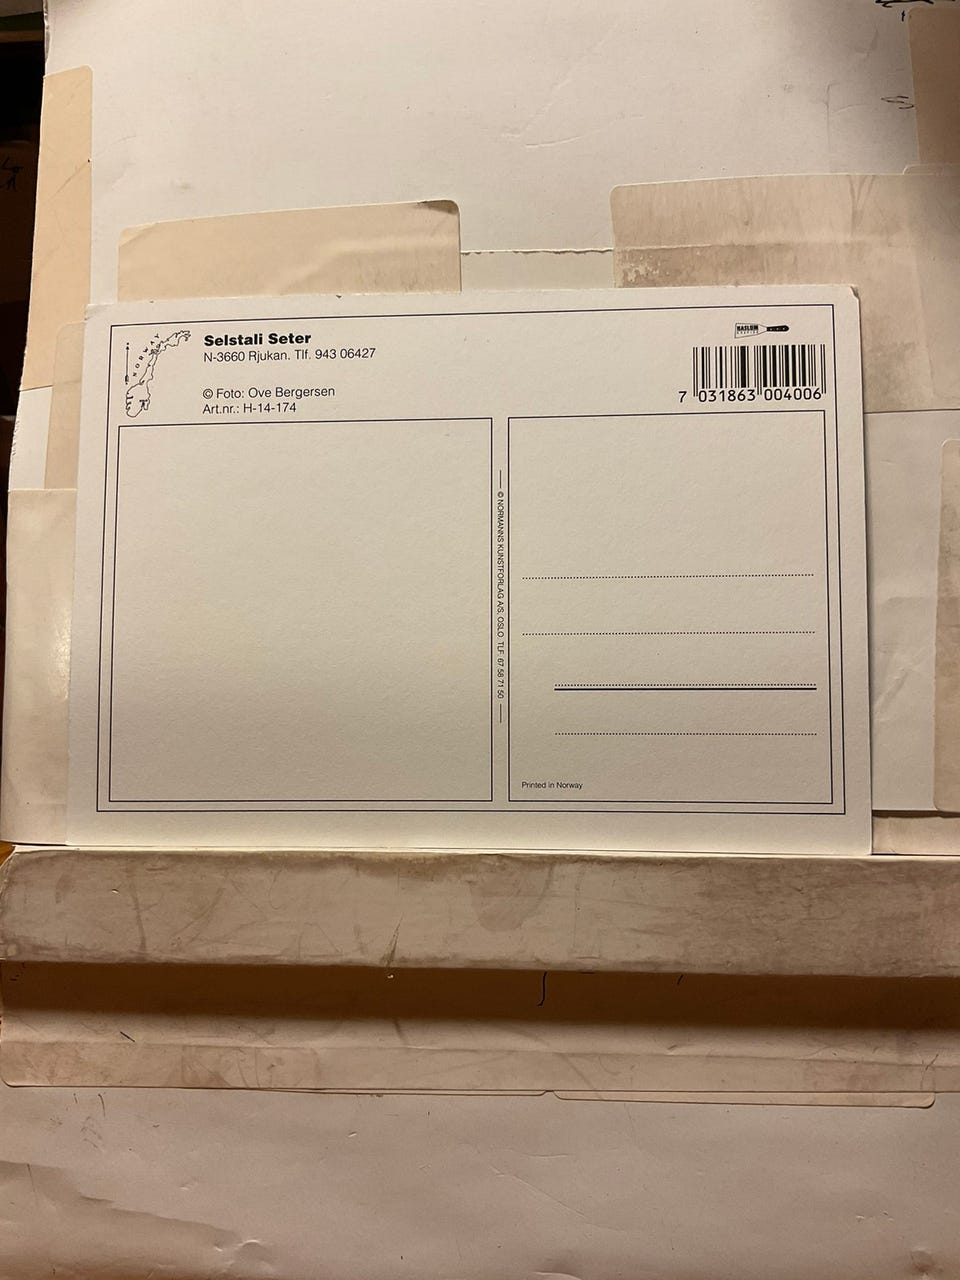 NORWAY
Selstali Seter
N-3660 Rjukan. Tlf. 943 06427
© Foto: Ove Bergersen
Art.nr.: H-14-174
HASLUM
7 031863 004006
© NORMANNS KUNSTFORLAG A/S, OSLO TLF: 67 58 71 50
Printed in Norway